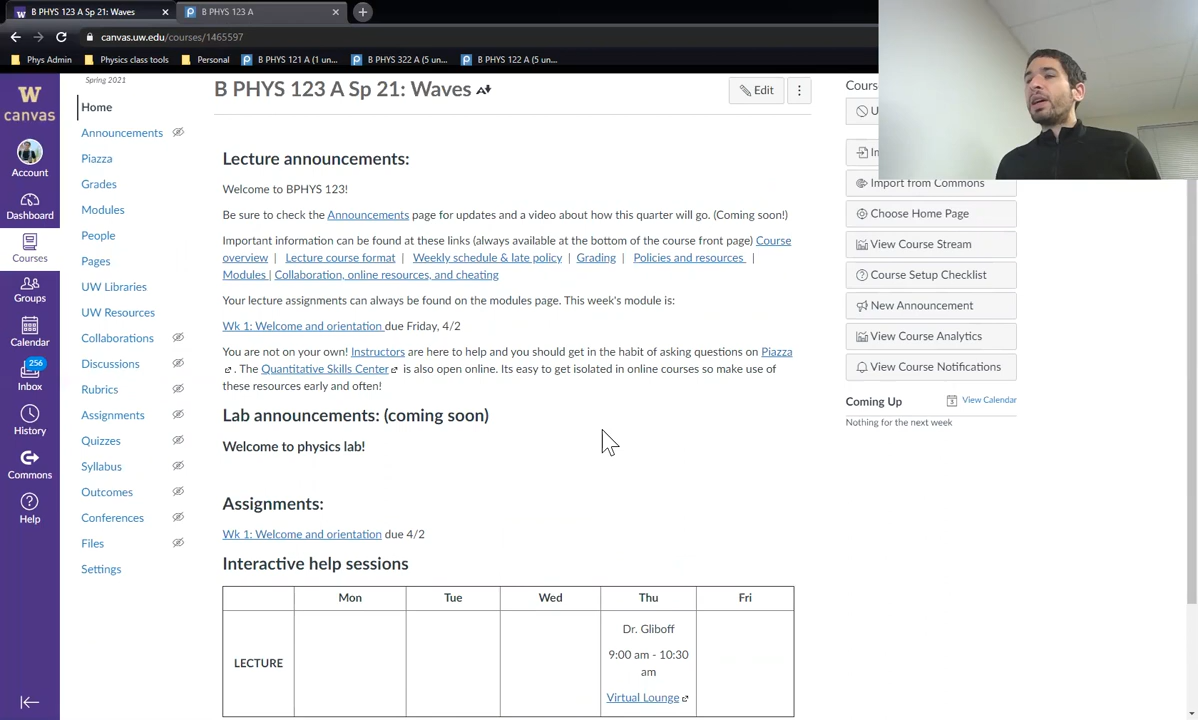 B PHYS 123 A Sp 21: Waves
B PHYS 123 A
canvas.uw.edu/courses/1465597
Phys Admin
Physics class tools
Personal
B PHYS 121 A (1 un...
B PHYS 322 A (5 un...
B PHYS 122 A (5 un...
W
canvas
Account
Dashboard
Courses
Groups
Calendar
256
Inbox
History
Commons
Help
Spring 2021
Home
Announcements
Piazza
Grades
Modules
People
Pages
UW Libraries
UW Resources
Collaborations
Discussions
Rubrics
Assignments
Quizzes
Syllabus
Outcomes
Conferences
Files
Settings
B PHYS 123 A Sp 21: Waves
Edit
Lecture announcements:
Welcome to BPHYS 123!
Be sure to check the Announcements page for updates and a video about how this quarter will go. (Coming soon!)
Important information can be found at these links (always available at the bottom of the course front page) Course
overview | Lecture course format | Weekly schedule & late policy | Grading | Policies and resources |
Modules | Collaboration, online resources, and cheating
Your lecture assignments can always be found on the modules page. This week's module is:
Wk 1: Welcome and orientation due Friday, 4/2
You are not on your own! Instructors are here to help and you should get in the habit of asking questions on Piazza
. The Quantitative Skills Center is also open online. Its easy to get isolated in online courses so make use of
these resources early and often!
Lab announcements: (coming soon)
Welcome to physics lab!
Assignments:
Wk 1: Welcome and orientation due 4/2
Interactive help sessions
Mon Tue Wed Thu Fri
LECTURE
Dr. Gliboff
9:00 am - 10:30
am
Virtual Lounge
Import from Commons
Choose Home Page
View Course Stream
Course Setup Checklist
New Announcement
View Course Analytics
View Course Notifications
Coming Up
View Calendar
Nothing for the next week